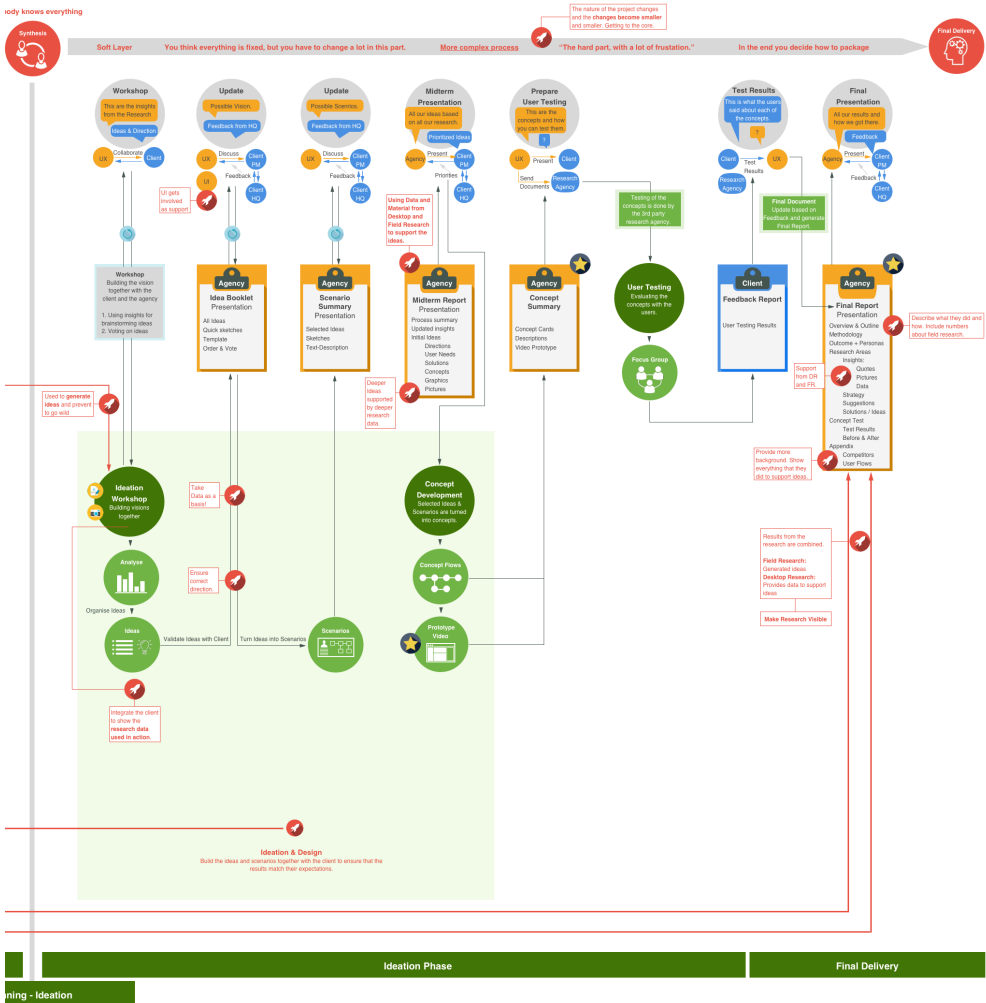 body knows everything
Synthesis
Soft Layer
You think everything is fixed, but you have to change a lot in this part.
More complex process
The nature of the project changes
and the changes become smaller
and smaller. Getting to the core.
“The hard part, with a lot of frustation.”
In the end you decide how to package
Final Delivery
Workshop
This are the insights
from the Research
Ideas & Direction
UX
Collaborate
Client
Update
Possible Vision.
Feedback from HQ
UX
Discuss
Client
PM
Feedback
UI
Client
HQ
UI gets
involved
as support
Update
Possible Scenrios.
Feedback from HQ
UX
Discuss
Client
PM
Feedback
Client
HQ
Midterm
Presentation
All our ideas based
on all our research.
Prioritized Ideas
Agency
Present
Client
PM
Priorities
Client
HQ
Using Data and
Material from
Desktop and
Field Research
to support the
ideas.
Prepare
User Testing
This are the
concepts and how
you can test them.
?
UX
Present
Client
Send
Documents
Research
Agency
Testing of the
concepts is done by
the 3rd party
research agency.
Test Results
This is what the users
said about each of
the concepts.
?
Client
Test
Results
UX
Research
Agency
Final Document
Update based on
Feedback and generate
Final Report.
Final
Presentation
All our results and
how we got there.
Feedback
Agency
Present
Client
PM
Feedback
Client
HQ
Workshop
Building the vision
together with the
client and the agency
1. Using insights for
brainstorming ideas
2. Voting on ideas
Agency
Idea Booklet
Presentation
All Ideas
Quick sketches
Template
Order & Vote
Agency
Scenario
Summary
Presentation
Selected Ideas
Sketches
Text-Description
Agency
Midterm Report
Process summary
Updated insights
Initial Ideas
Directions
User Needs
Solutions
Concepts
Graphics
Pictures
Deeper
ideas
supported
by deeper
research
data.
Agency
Concept
Summary
Concept Cards
Descriptions
Video Prototype
User Testing
Evaluating the
concepts with the
users.
Focus Group
Client
Feedback Report
User Testing Results
Agency
Final Report
Presentation
Overview & Outline
Methodology
Outcome + Personas
Research Areas
Insights:
Quotes
Pictures
Data
Strategy
Suggestions
Solutions / Ideas
Concept Test
Test Results
Before & After
Appendix
Competitors
User Flows
Describe what they did and
how. Include numbers
about field research.
Support
from DR
and FR.
Provide more
background. Show
everything that they
did to support ideas.
Used to generate
ideas and prevent
to go wild.
Ideation
Workshop
Building visions
together
Analyse
Organise Ideas
Ideas
Validate Ideas with Client
Take
Data as a
basis!
Ensure
correct
direction.
Turn Ideas into Scenarios
Scenarios
Concept
Development
Selected Ideas &
Scenarios are turned
into concepts.
Concept Flows
Prototype
Video
Integrate the client
to show the
research data
used in action.
Results from the
research are combined.
Field Research:
Generated ideas
Desktop Research:
Provides data to support
ideas
Make Research Visible
Ideation & Design
Build the ideas and scenarios together with the client to ensure that the
results match their expectations.
Ideation Phase
Final Delivery
ning - Ideation